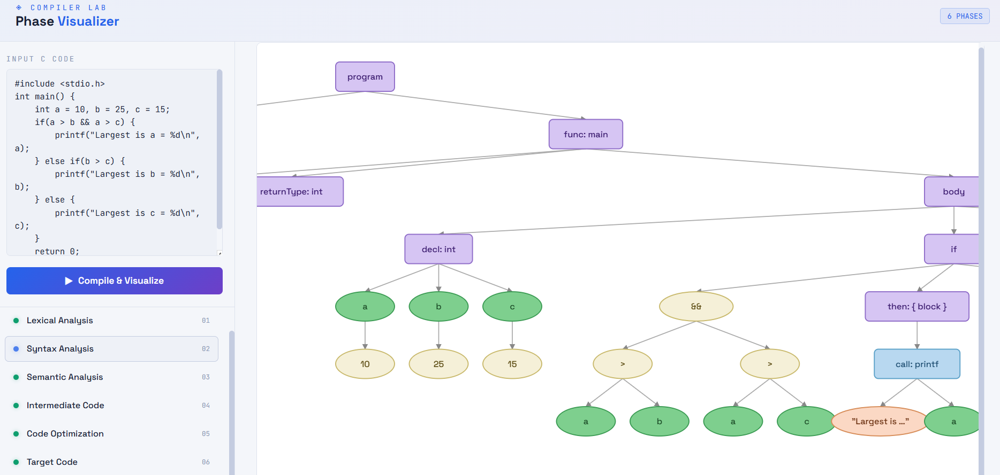 ◈ COMPILER LAB
Phase Visualizer
6 PHASES
INPUT C CODE
#include <stdio.h>
int main() {
    int a = 10, b = 25, c = 15;
    if(a > b && a > c) {
        printf("Largest is a = %d\n",
a);
    } else if(b > c) {
        printf("Largest is b = %d\n",
b);
    } else {
        printf("Largest is c = %d\n",
c);
    }
    return 0;
▶ Compile & Visualize
Lexical Analysis 01
Syntax Analysis 02
Semantic Analysis 03
Intermediate Code 04
Code Optimization 05
Target Code 06
program
func: main
returnType: int
body
decl: int
if
a
b
c
&&
then: { block }
10
25
15
>
>
call: printf
a
b
a
c
"Largest is ..."
a